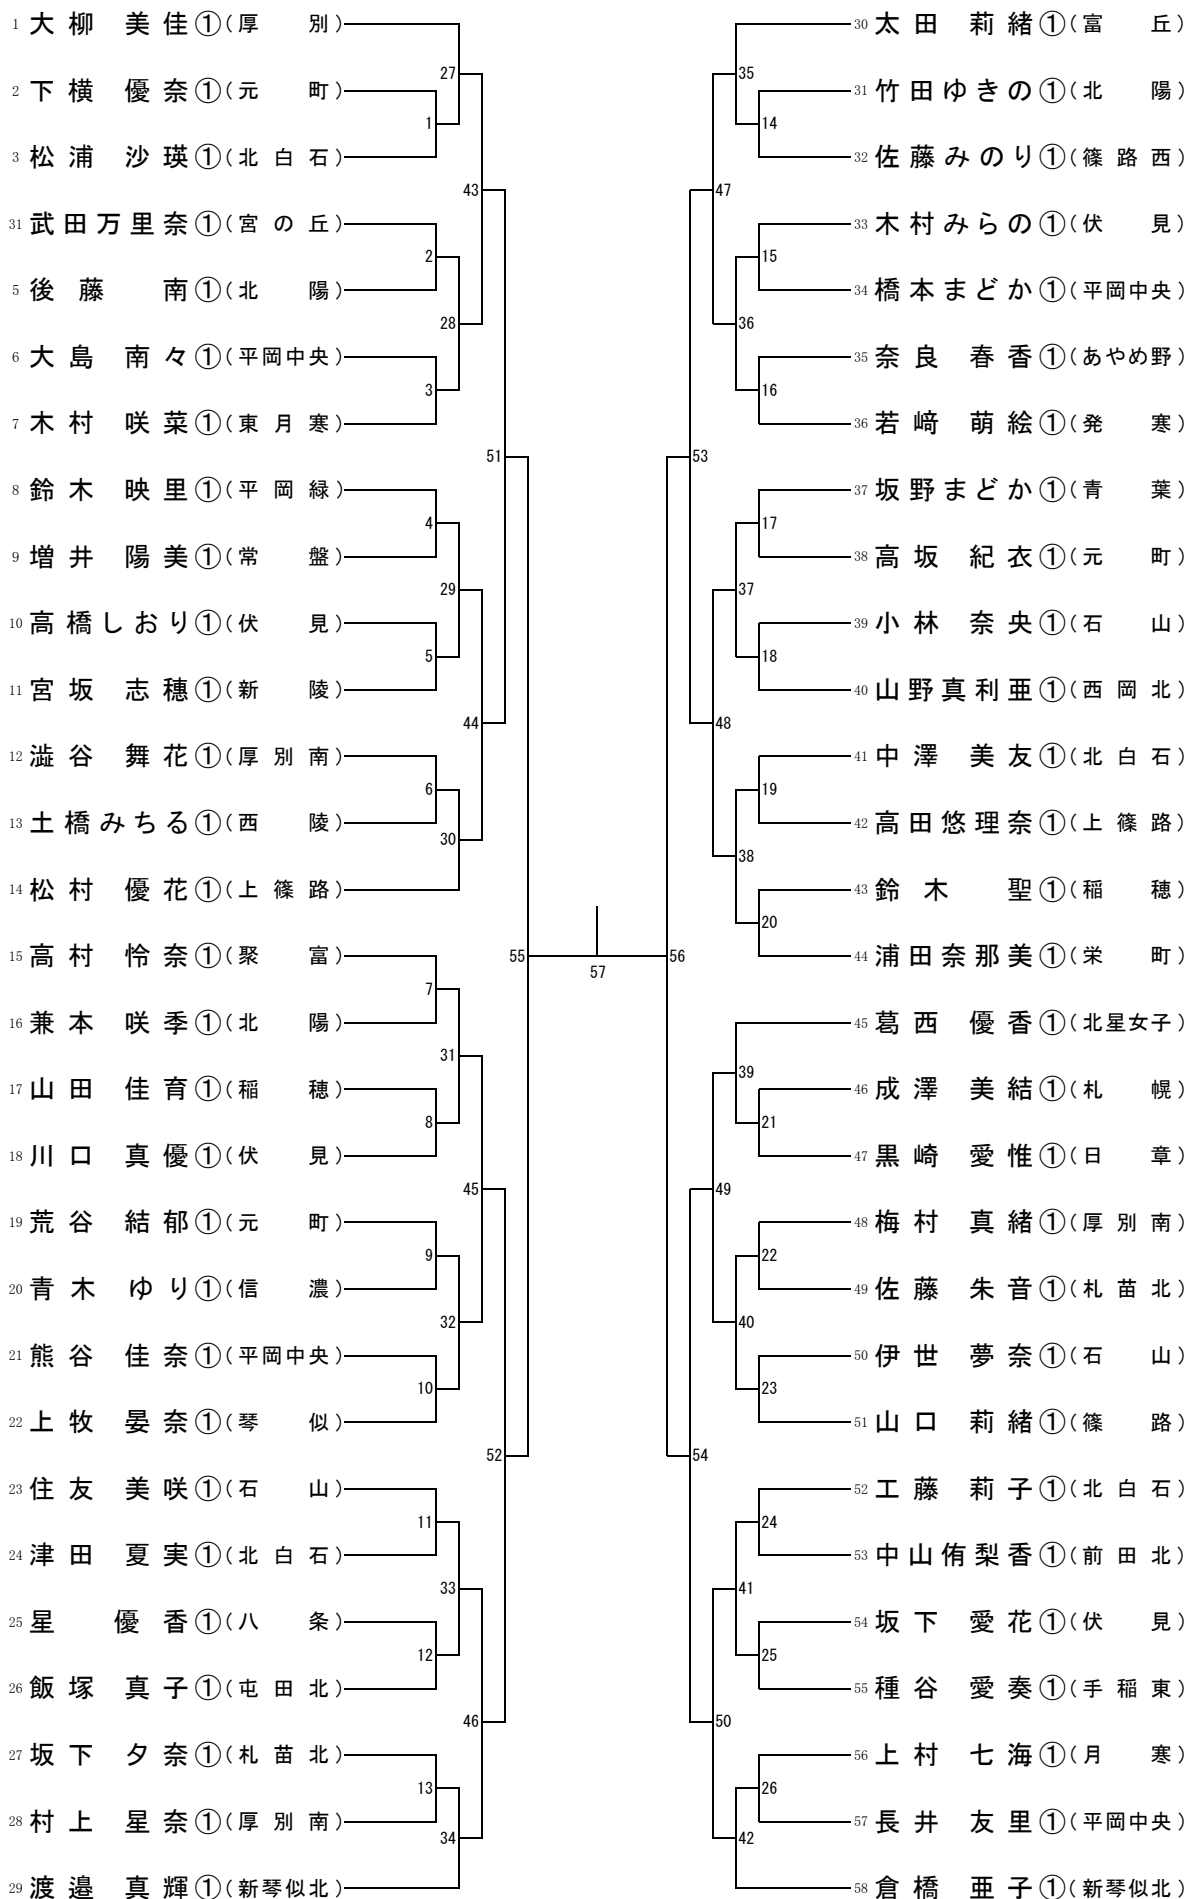 1 大柳 美佳①(厚 別)
27
2 下横 優奈①(元 町)
1
3 松浦 沙瑛①(北白石)
43
31 武田万里奈①(宮の丘)
2
5 後藤 南①(北 陽)
28
6 大島 南々①(平岡中央)
3
7 木村 咲菜①(東月寒)
51
8 鈴木 映里①(平岡緑)
4
9 増井 陽美①(常 盤)
29
10 高橋しおり①(伏 見)
5
11 宮坂 志穂①(新 陵)
44
12 澁谷 舞花①(厚別南)
6
13 土橋みちる①(西 陵)
30
14 松村 優花①(上篠路)
15 高村 怜奈①(聚 富)
55
7
16 兼本 咲季①(北 陽)
31
17 山田 佳育①(稲 穂)
8
18 川口 真優①(伏 見)
45
19 荒谷 結郁①(元 町)
9
20 青木 ゆり①(信 濃)
32
21 熊谷 佳奈①(平岡中央)
10
22 上牧 晏奈①(琴 似)
52
23 住友 美咲①(石 山)
11
24 津田 夏実①(北白石)
33
25 星 優香①(八 条)
12
26 飯塚 真子①(屯田北)
46
27 坂下 夕奈①(札苗北)
13
28 村上 星奈①(厚別南)
34
29 渡邉 真輝①(新琴似北)
57
30 太田 莉緒①(富 丘)
35
31 竹田ゆきの①(北 陽)
14
32 佐藤みのり①(篠路西)
47
33 木村みらの①(伏 見)
15
34 橋本まどか①(平岡中央)
36
35 奈良 春香①(あやめ野)
16
36 若﨑 萌絵①(発 寒)
53
37 坂野まどか①(青 葉)
17
38 高坂 紀衣①(元 町)
37
39 小林 奈央①(石 山)
18
40 山野真利亜①(西岡北)
48
41 中澤 美友①(北白石)
19
42 高田悠理奈①(上篠路)
38
43 鈴木 聖①(稲 穂)
20
44 浦田奈那美①(栄 町)
56
45 葛西 優香①(北星女子)
39
46 成澤 美結①(札 幌)
21
47 黒崎 愛惟①(日 章)
49
48 梅村 真緒①(厚別南)
22
49 佐藤 朱音①(札苗北)
40
50 伊世 夢奈①(石 山)
23
51 山口 莉緒①(篠 路)
54
52 工藤 莉子①(北白石)
24
53 中山侑梨香①(前田北)
41
54 坂下 愛花①(伏 見)
25
55 種谷 愛奏①(手稲東)
50
56 上村 七海①(月 寒)
26
57 長井 友里①(平岡中央)
42
58 倉橋 亜子①(新琴似北)